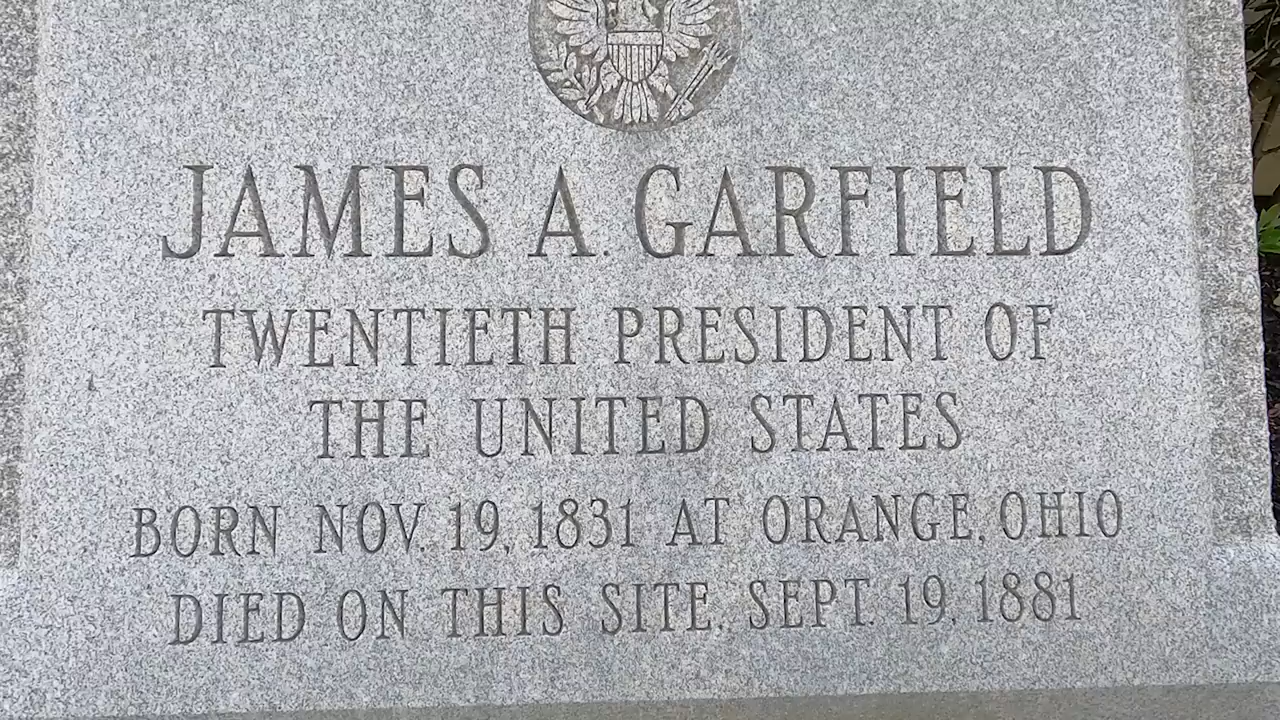 JAMES A. GARFIELD
TWENTIETH PRESIDENT OF
THE UNITED STATES
BORN NOV. 19, 1831 AT ORANGE, OHIO
DIED ON THIS SITE, SEPT. 19, 1881